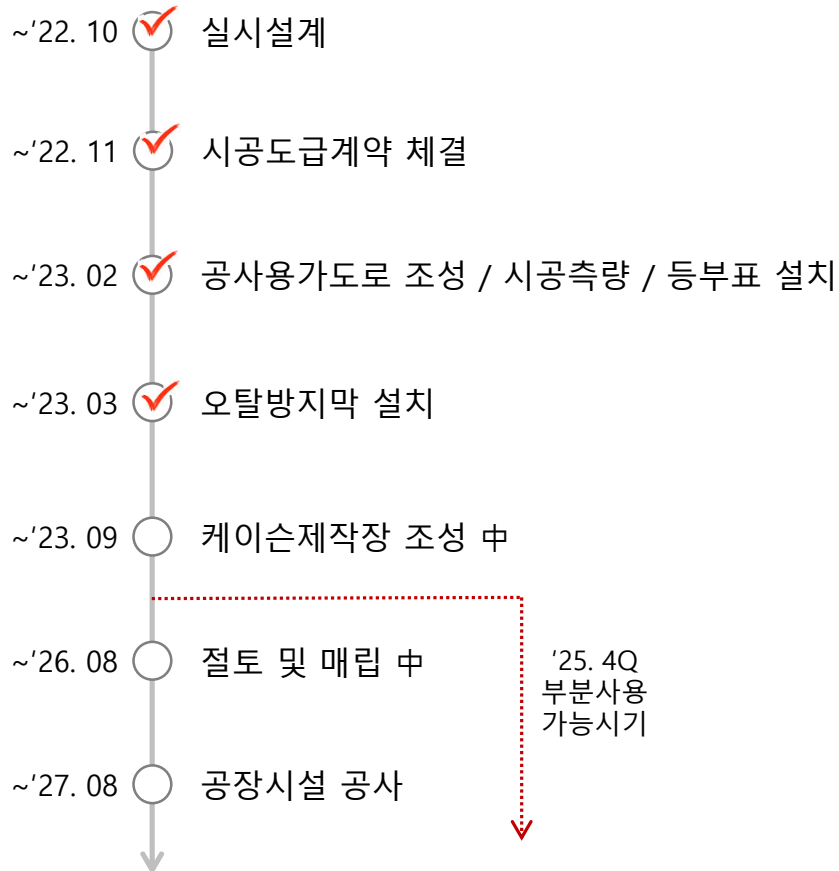 ~'22. 10 실시설계
~'22. 11 시공도급계약 체결
~'23. 02 공사용가도로 조성 / 시공측량 / 등부표 설치
~'23. 03 오탈방지막 설치
~'23. 09 케이슨제작장 조성 中
~'26. 08 절토 및 매립 中
'25. 4Q
부분사용
가능시기
~'27. 08 공장시설 공사